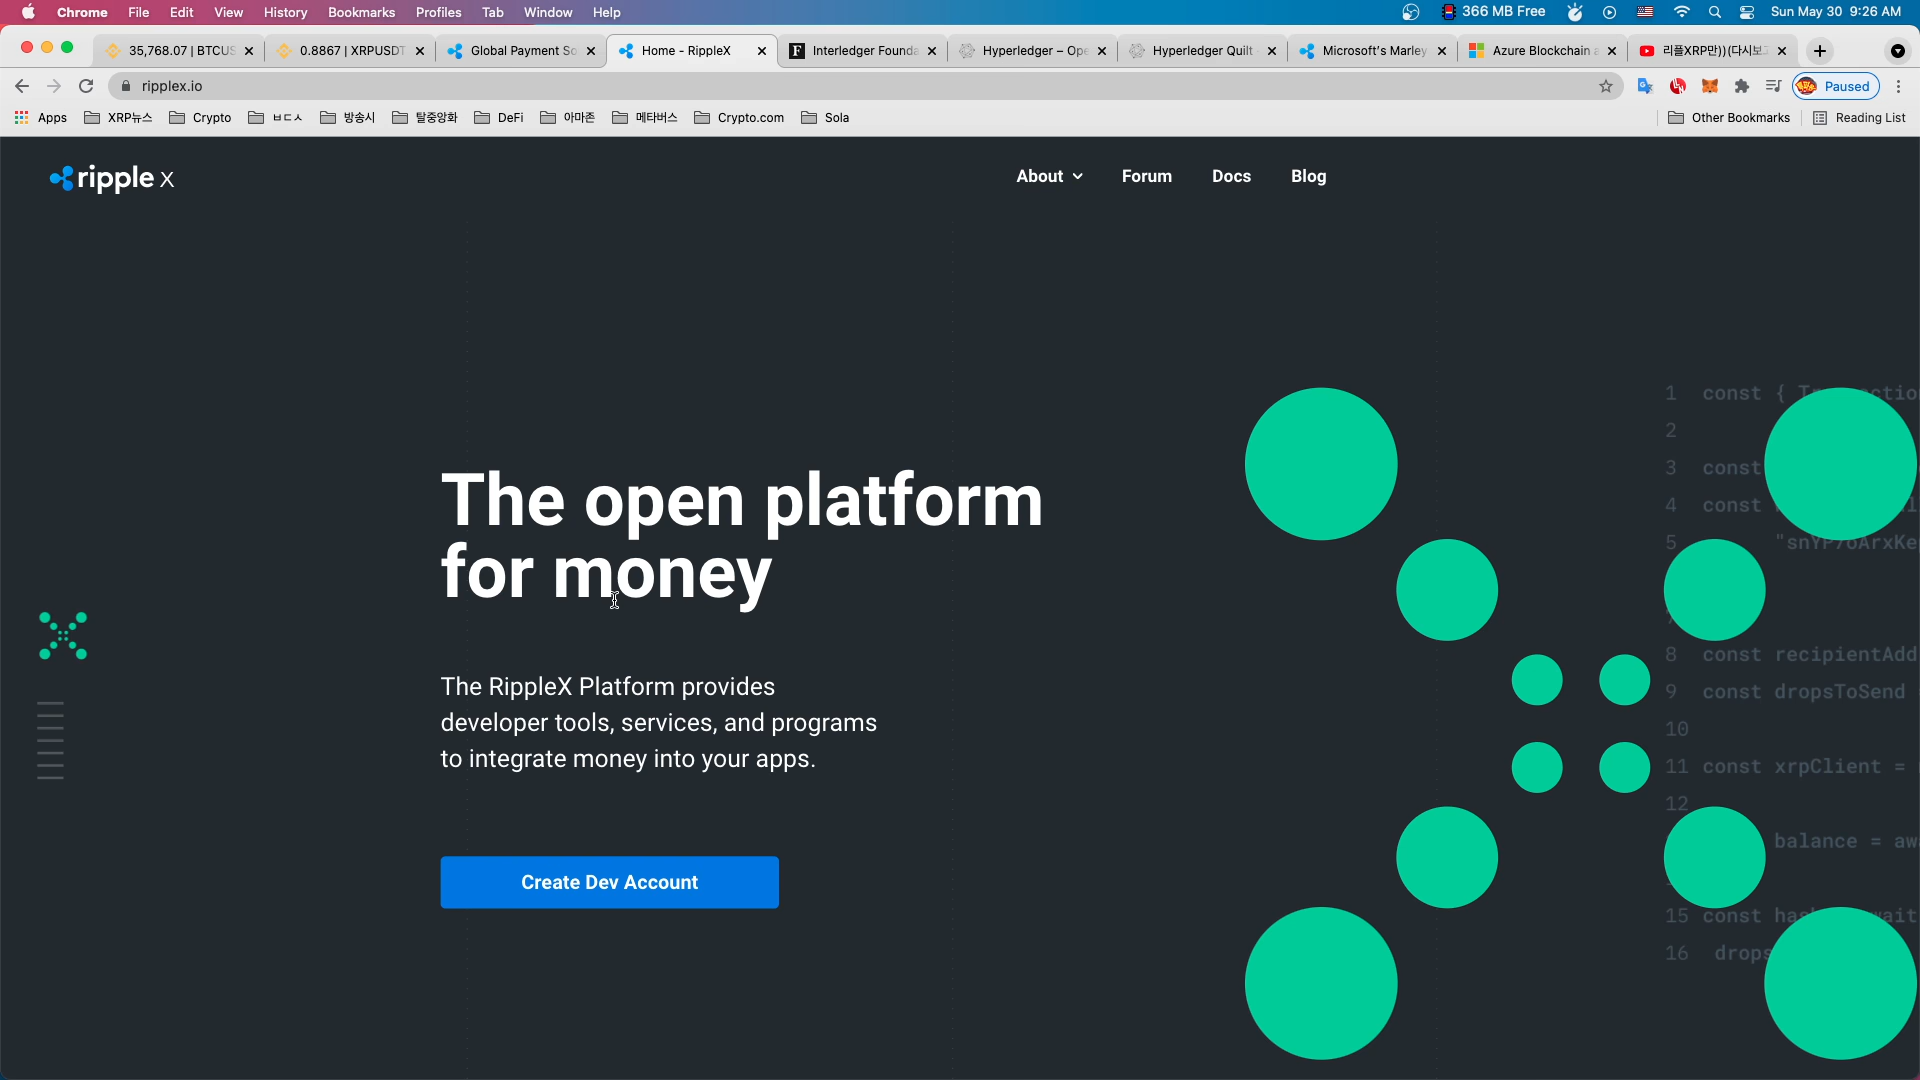 Chrome File Edit View History Bookmarks Profiles Tab Window Help 366 MB Free Sun May 30 9:26 AM
35,768.07 | BTCUS 0.8867 | XRPUSDT Global Payment So Home - RippleX Interledger Founda Hyperledger – Ope Hyperledger Quilt Microsoft's Marley Azure Blockchain a 리플XRP만))(다시보
ripplex.io Paused
Apps XRP뉴스 Crypto ㅂㄷㅅ 방송시 탈중앙화 DeFi 아마존 메타버스 Crypto.com Sola Other Bookmarks Reading List
ripple x About Forum Docs Blog
The open platform
for money
The RippleX Platform provides
developer tools, services, and programs
to integrate money into your apps.
Create Dev Account
1 const {
2
3 const
4 const
5
8 const recipientAdd
9 const dropsToSend
10
11 const xrpClient =
12
balance = aw
15 const
16 drops